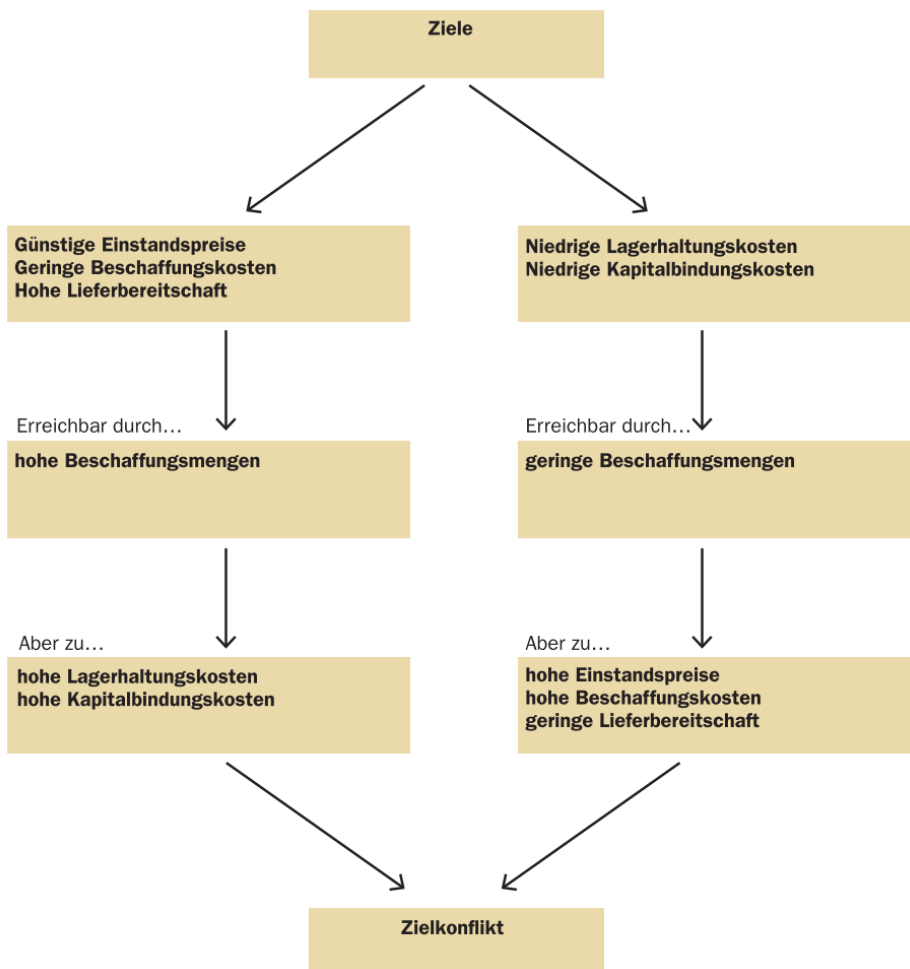 Ziele
Günstige Einstandspreise
Geringe Beschaffungskosten
Hohe Lieferbereitschaft
Niedrige Lagerhaltungskosten
Niedrige Kapitalbindungskosten
Erreichbar durch…
hohe Beschaffungsmengen
Erreichbar durch…
geringe Beschaffungsmengen
Aber zu…
hohe Lagerhaltungskosten
hohe Kapitalbindungskosten
Aber zu…
hohe Einstandspreise
hohe Beschaffungskosten
geringe Lieferbereitschaft
Zielkonflikt